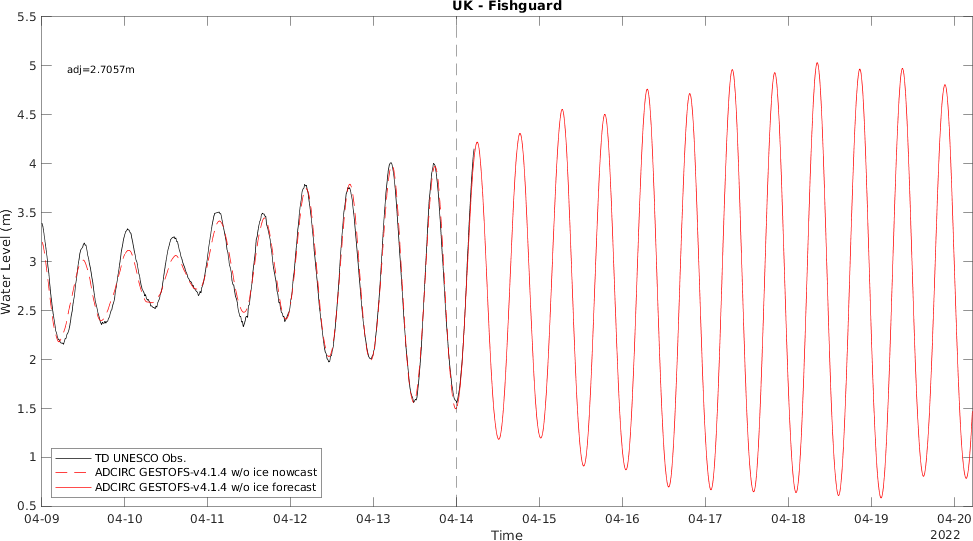 UK - Fishguard
5.5
5
4.5
4
3.5
3
2.5
2
1.5
1
0.5
Water Level (m)
adj=2.7057m
TD UNESCO Obs.
ADCIRC GESTOFS-v4.1.4 w/o ice nowcast
ADCIRC GESTOFS-v4.1.4 w/o ice forecast
04-09 04-10 04-11 04-12 04-13 04-14 04-15 04-16 04-17 04-18 04-19 04-20
Time
2022